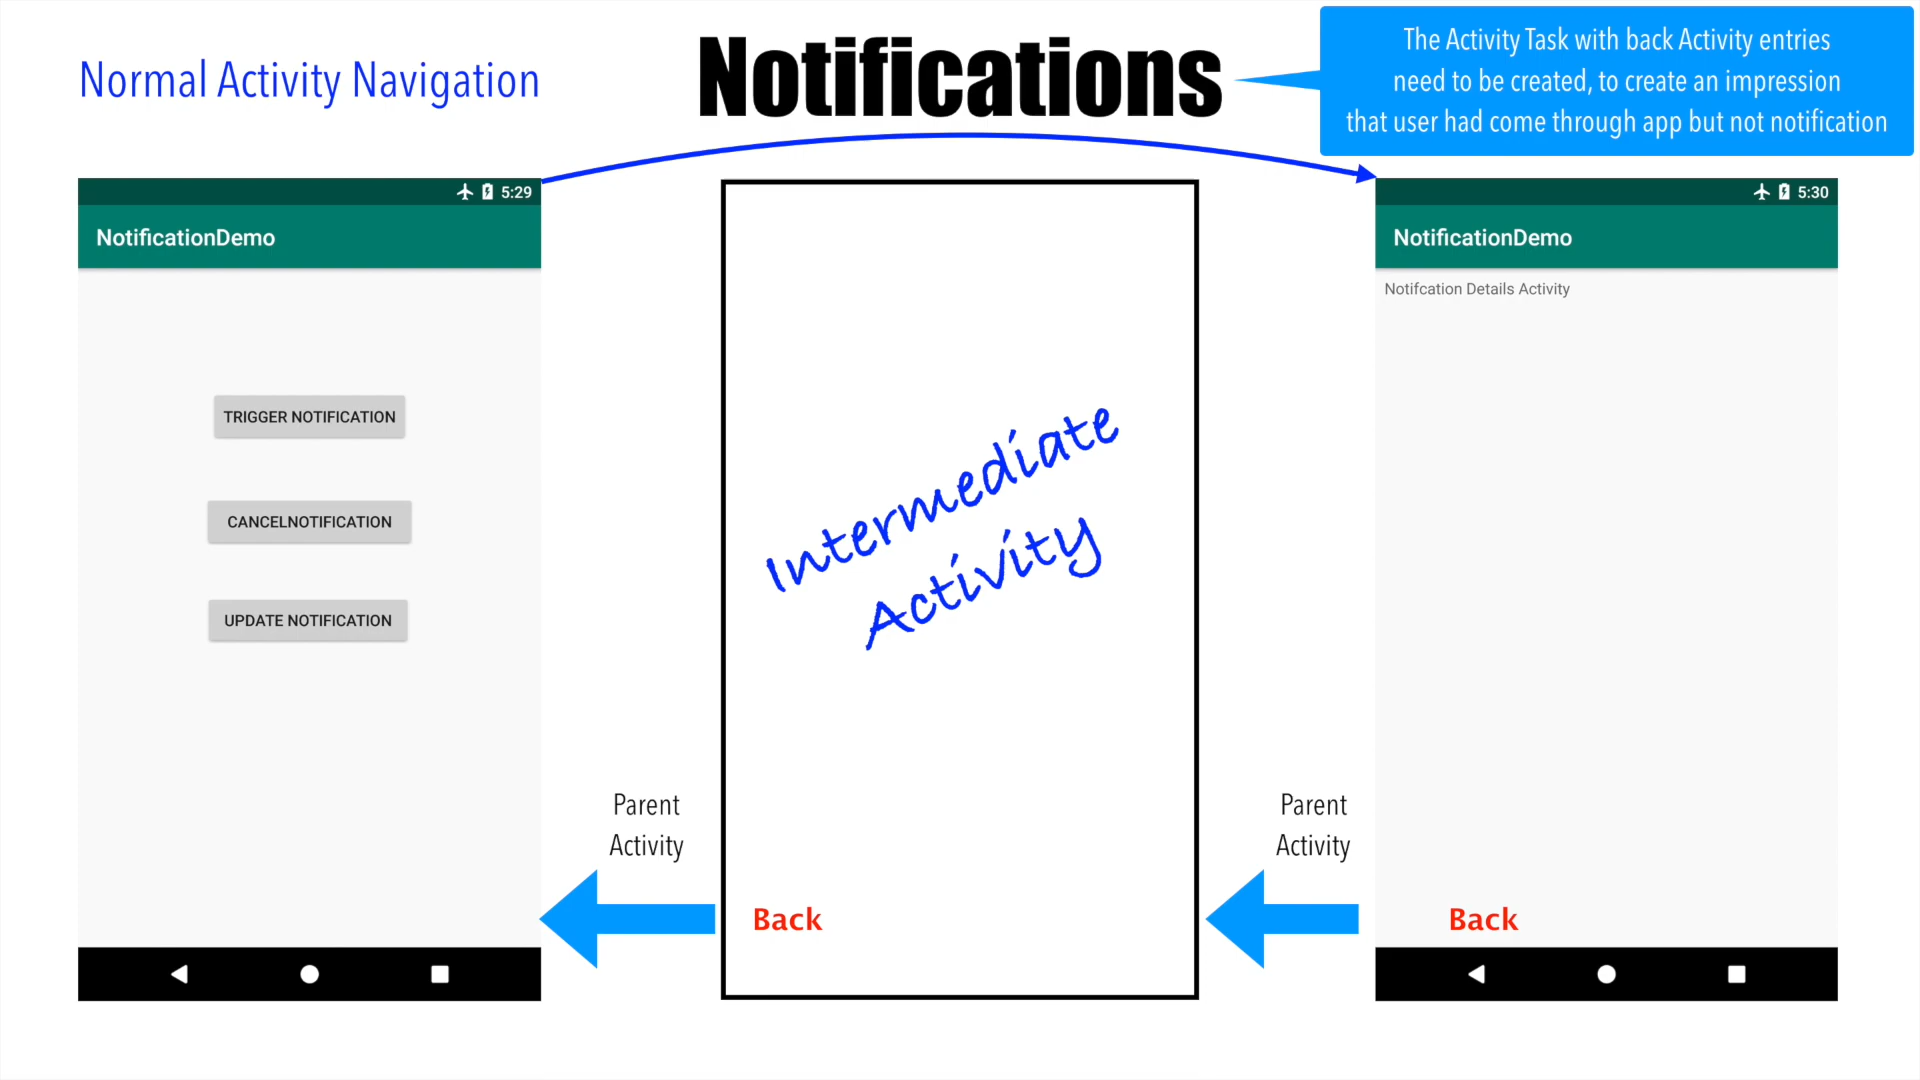 Normal Activity Navigation
Notifications
The Activity Task with back Activity entries
need to be created, to create an impression
that user had come through app but not notification
5:29
NotificationDemo
TRIGGER NOTIFICATION
CANCELNOTIFICATION
UPDATE NOTIFICATION
Parent
Activity
Intermediate
Activity
Back
Parent
Activity
5:30
NotificationDemo
Notifcation Details Activity
Back